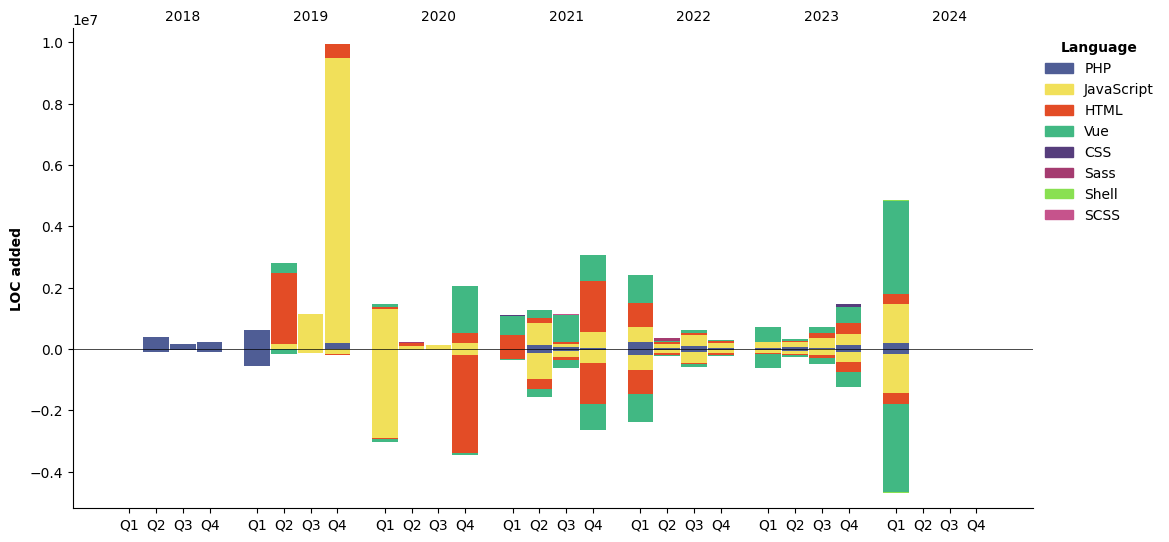 1e7
2018 2019 2020 2021 2022 2023 2024
1.0
0.8
0.6
0.4
0.2
0.0
−0.2
−0.4
LOC added
Q1 Q2 Q3 Q4 Q1 Q2 Q3 Q4 Q1 Q2 Q3 Q4 Q1 Q2 Q3 Q4 Q1 Q2 Q3 Q4 Q1 Q2 Q3 Q4 Q1 Q2 Q3 Q4
Language
PHP
JavaScript
HTML
Vue
CSS
Sass
Shell
SCSS